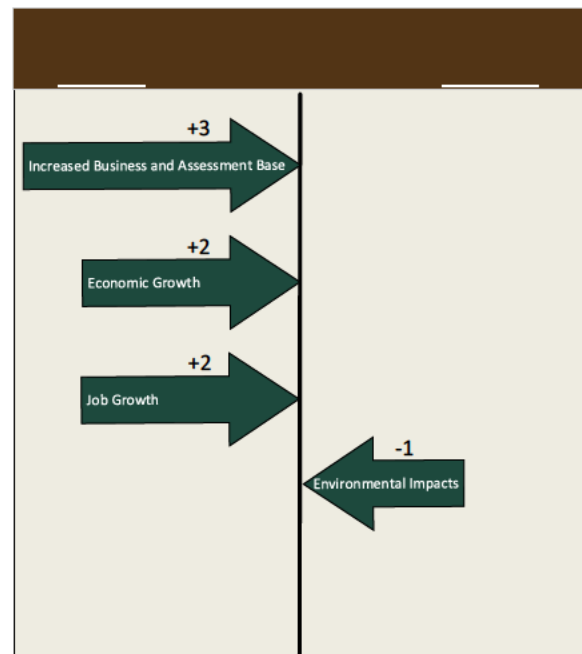 +3
Increased Business and Assessment Base
+2
Economic Growth
+2
Job Growth
-1
Environmental Impacts